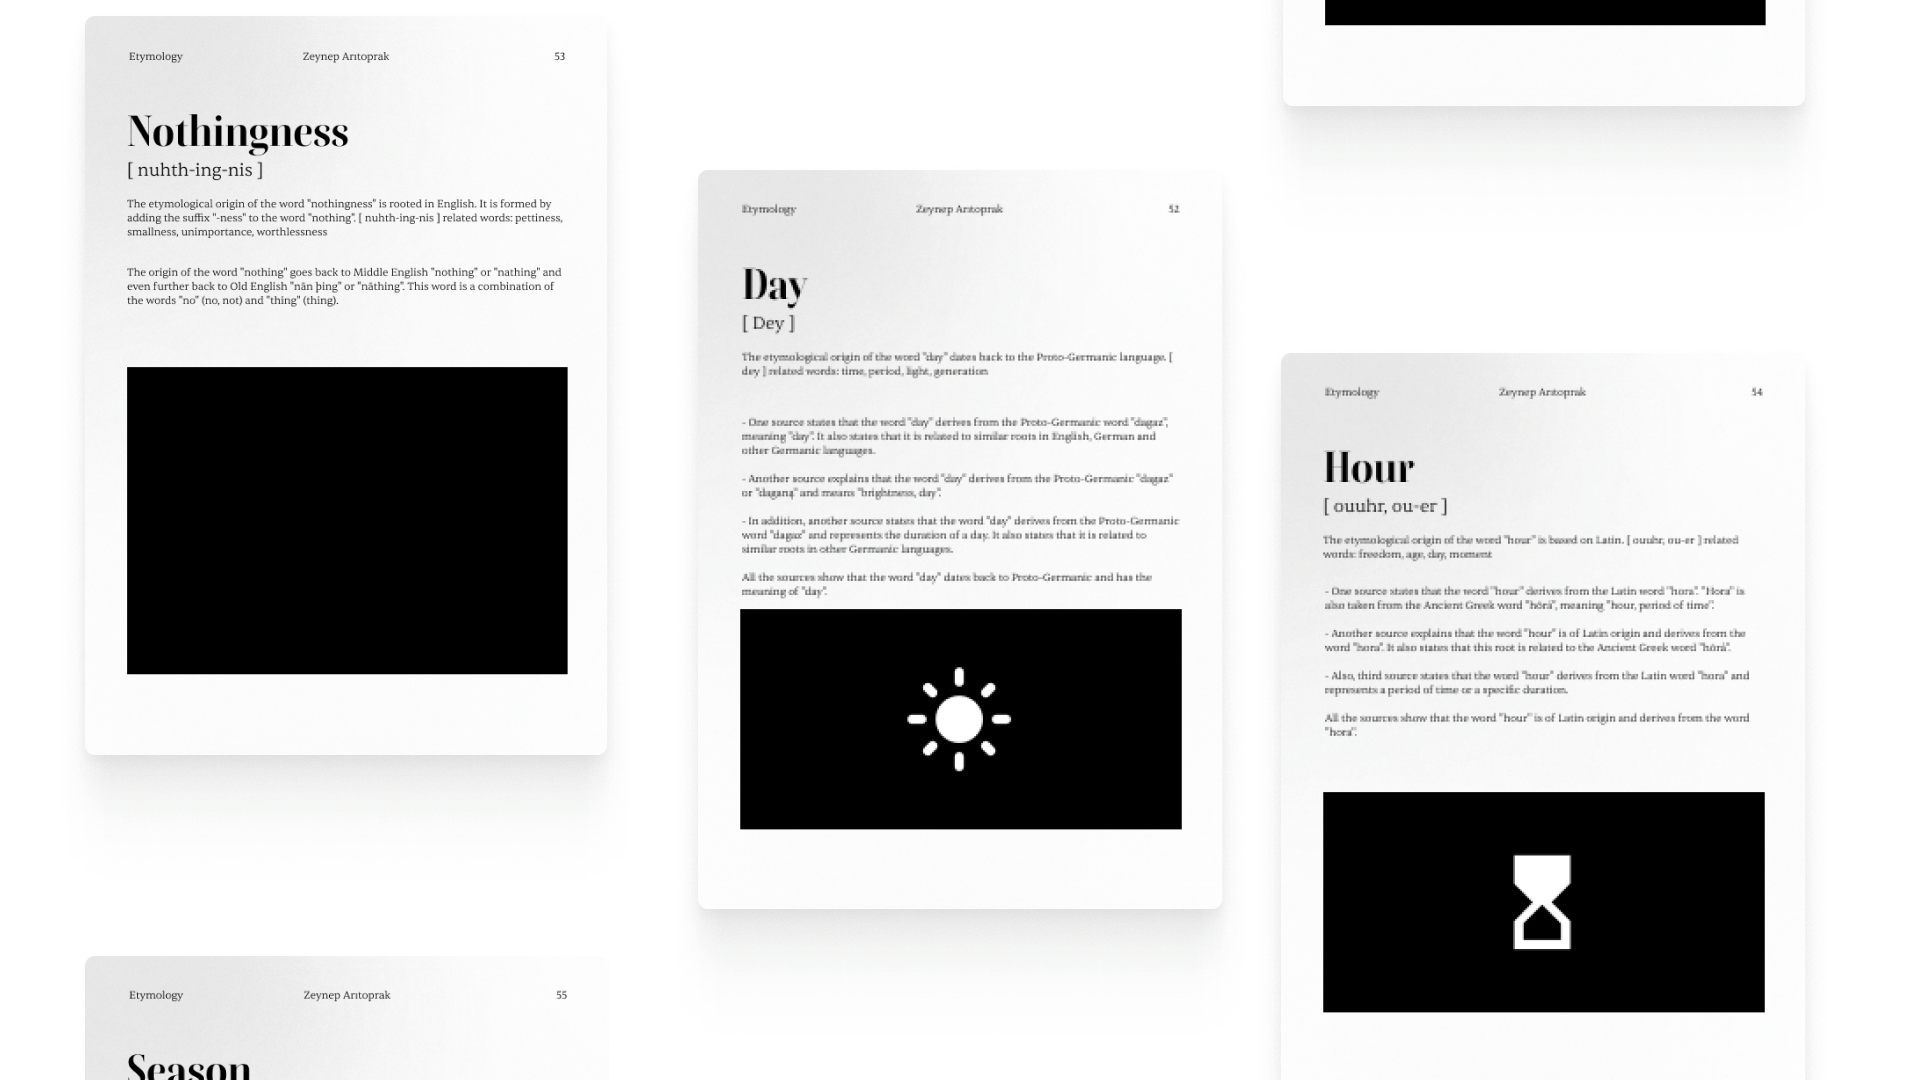 Etymology Zeynep Arıtoprak 53
Nothingness
[ nuhth-ing-nis ]
The etymological origin of the word "nothingness" is rooted in English. It is formed by
adding the suffix "-ness" to the word "nothing". [ nuhth-ing-nis ] related words: pettiness,
smallness, unimportance, worthlessness
The origin of the word "nothing" goes back to Middle English "nothing" or "nathing" and
even further back to Old English "nān þing" or "nāthing". This word is a combination of
the words "no" (no, not) and "thing" (thing).
Etymology Zeynep Arıtoprak 52
Day
[ Dey ]
The etymological origin of the word "day" dates back to the Proto-Germanic language. [
dey ] related words: time, period, light, generation
- One source states that the word "day" derives from the Proto-Germanic word "dagaz",
meaning "day". It also states that it is related to similar roots in English, German and
other Germanic languages.
- Another source explains that the word "day" derives from the Proto-Germanic "dagaz"
or "daganą" and means "brightness, day".
- In addition, another source states that the word "day" derives from the Proto-Germanic
word "dagaz" and represents the duration of a day. It also states that it is related to
similar roots in other Germanic languages.
All the sources show that the word "day" dates back to Proto-Germanic and has the
meaning of "day".
Etymology Zeynep Arıtoprak 54
Hour
[ ouuhr, ou-er ]
The etymological origin of the word "hour" is based on Latin. [ ouuhr, ou-er ] related
words: freedom, age, day, moment
- One source states that the word "hour" derives from the Latin word "hora". "Hora" is
also taken from the Ancient Greek word "hōrā", meaning "hour, period of time".
- Another source explains that the word "hour" is of Latin origin and derives from the
word "hora". It also states that this root is related to the Ancient Greek word "hōrā".
- Also, third source states that the word "hour" derives from the Latin word "hora" and
represents a period of time or a specific duration.
All the sources show that the word "hour" is of Latin origin and derives from the word
"hora".
Etymology Zeynep Arıtoprak 55
Season